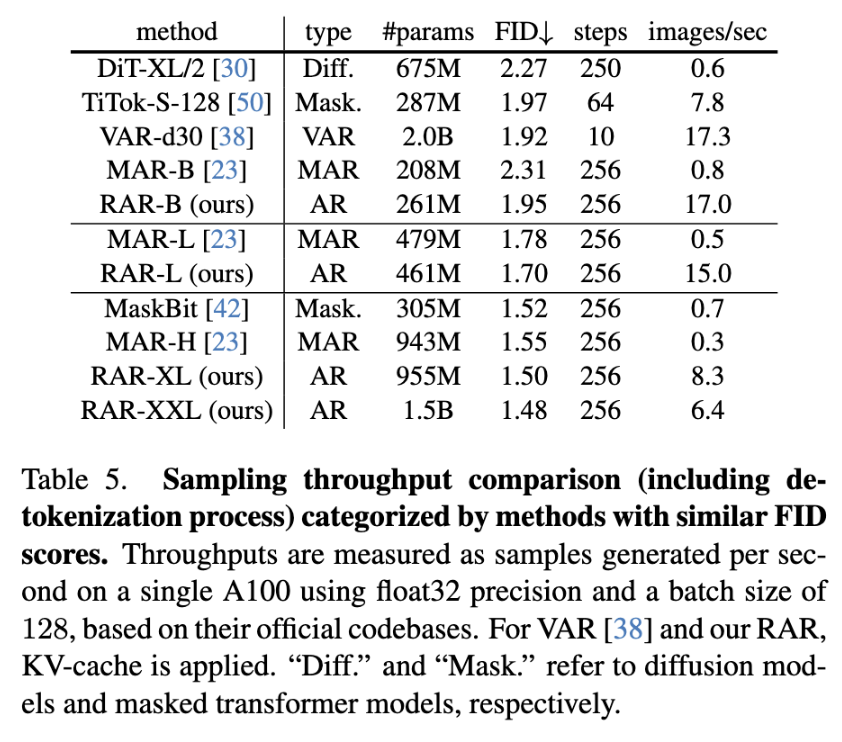 method type #params FID↓ steps images/sec
DiT-XL/2 [30] Diff. 675M 2.27 250 0.6
TiTok-S-128 [50] Mask. 287M 1.97 64 7.8
VAR-d30 [38] VAR 2.0B 1.92 10 17.3
MAR-B [23] MAR 208M 2.31 256 0.8
RAR-B (ours) AR 261M 1.95 256 17.0
MAR-L [23] MAR 479M 1.78 256 0.5
RAR-L (ours) AR 461M 1.70 256 15.0
MaskBit [42] Mask. 305M 1.52 256 0.7
MAR-H [23] MAR 943M 1.55 256 0.3
RAR-XL (ours) AR 955M 1.50 256 8.3
RAR-XXL (ours) AR 1.5B 1.48 256 6.4
Table 5. Sampling throughput comparison (including de-
tokenization process) categorized by methods with similar FID
scores. Throughputs are measured as samples generated per sec-
ond on a single A100 using float32 precision and a batch size of
128, based on their official codebases. For VAR [38] and our RAR,
KV-cache is applied. “Diff.” and “Mask.” refer to diffusion mod-
els and masked transformer models, respectively.